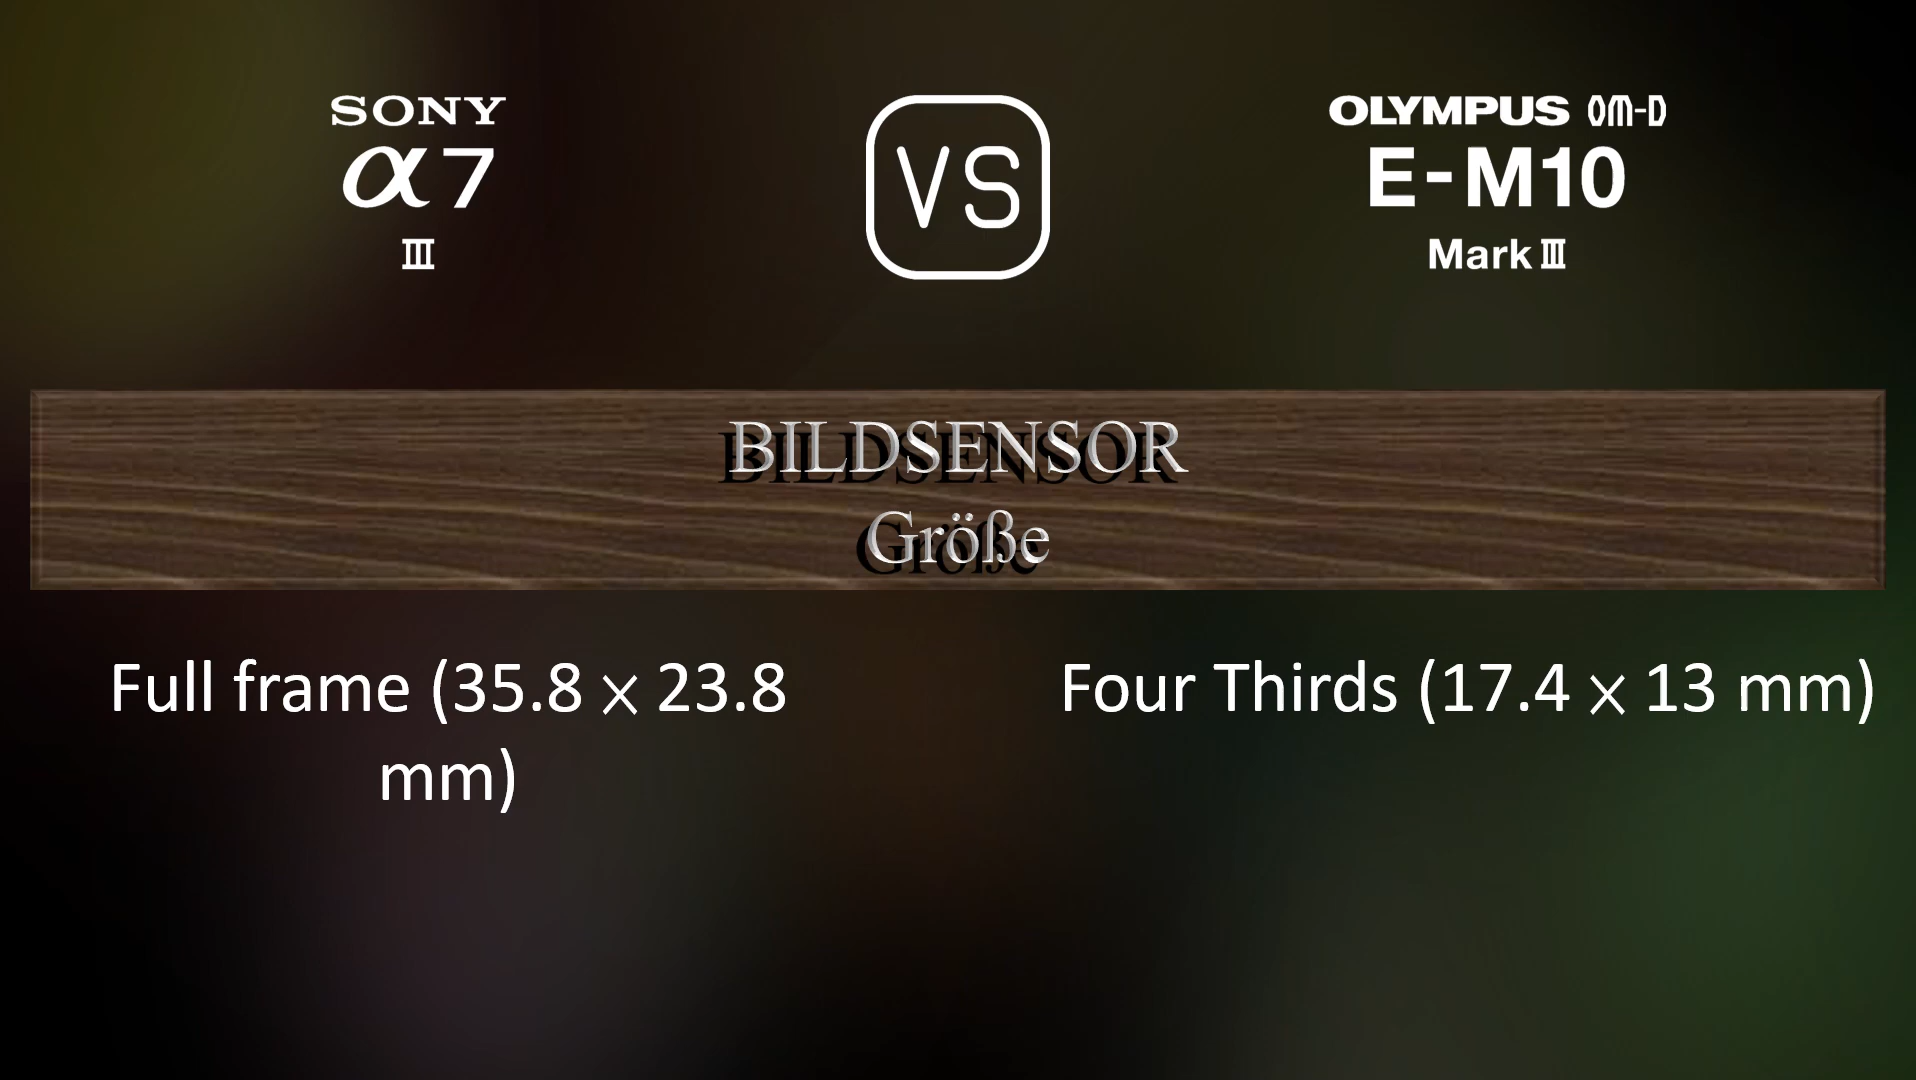 SONY
α7
III
VS
OLYMPUS OM-D
E-M10
Mark III
BILDSENSOR
Größe
Full frame (35.8 x 23.8
mm)
Four Thirds (17.4 x 13 mm)